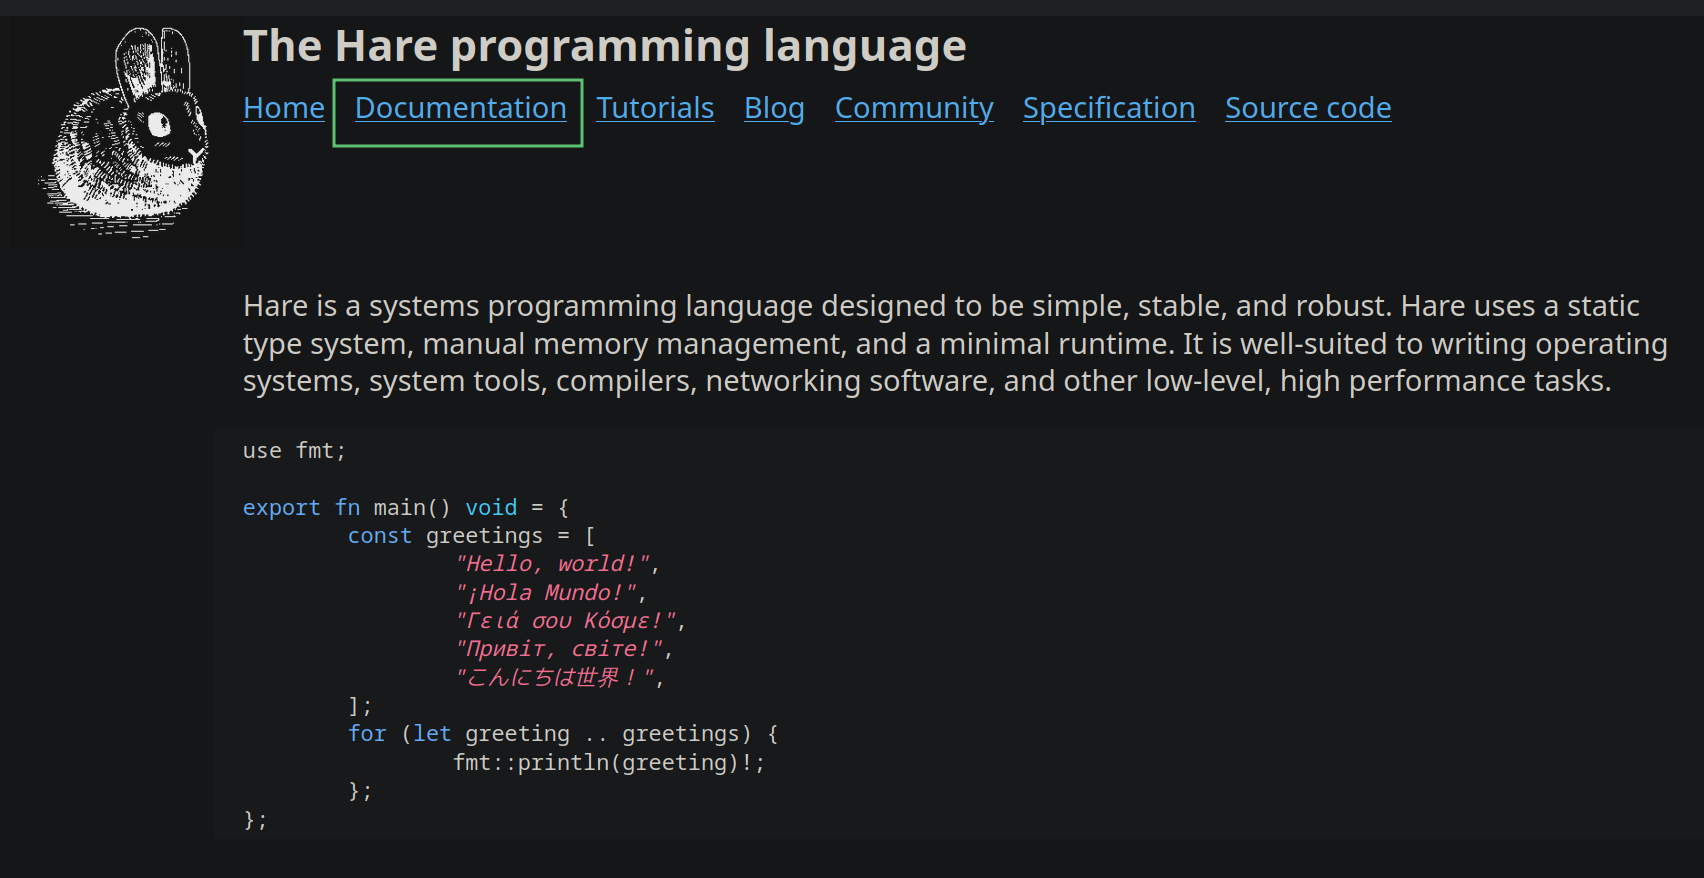 The Hare programming language
Home Documentation Tutorials Blog Community Specification Source code
Hare is a systems programming language designed to be simple, stable, and robust. Hare uses a static
type system, manual memory management, and a minimal runtime. It is well-suited to writing operating
systems, system tools, compilers, networking software, and other low-level, high performance tasks.
use fmt;
export fn main() void = {
const greetings = [
"Hello, world!",
"¡Hola Mundo!",
"Γειά σου Κόσμε!",
"Привіт, світе!",
"こんにちは世界！",
];
for (let greeting .. greetings) {
fmt::println(greeting)!;
};
};